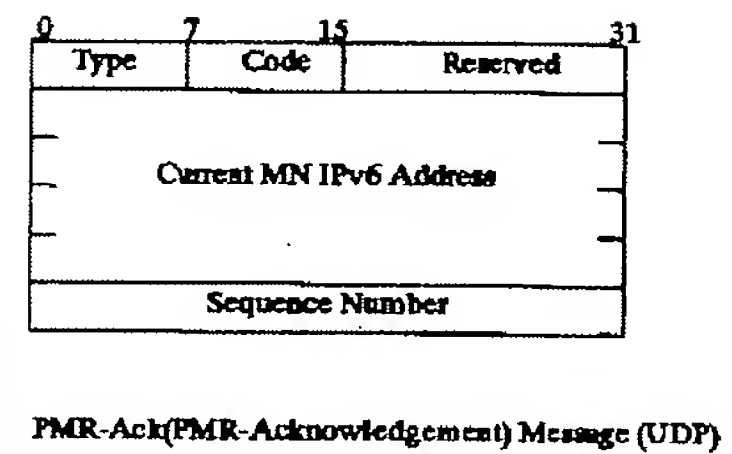 0 7 15 31
Type Code Reserved
Current MN IPv6 Address
Sequence Number
PMR-Ack(PMR-Acknowledgement) Message (UDP)